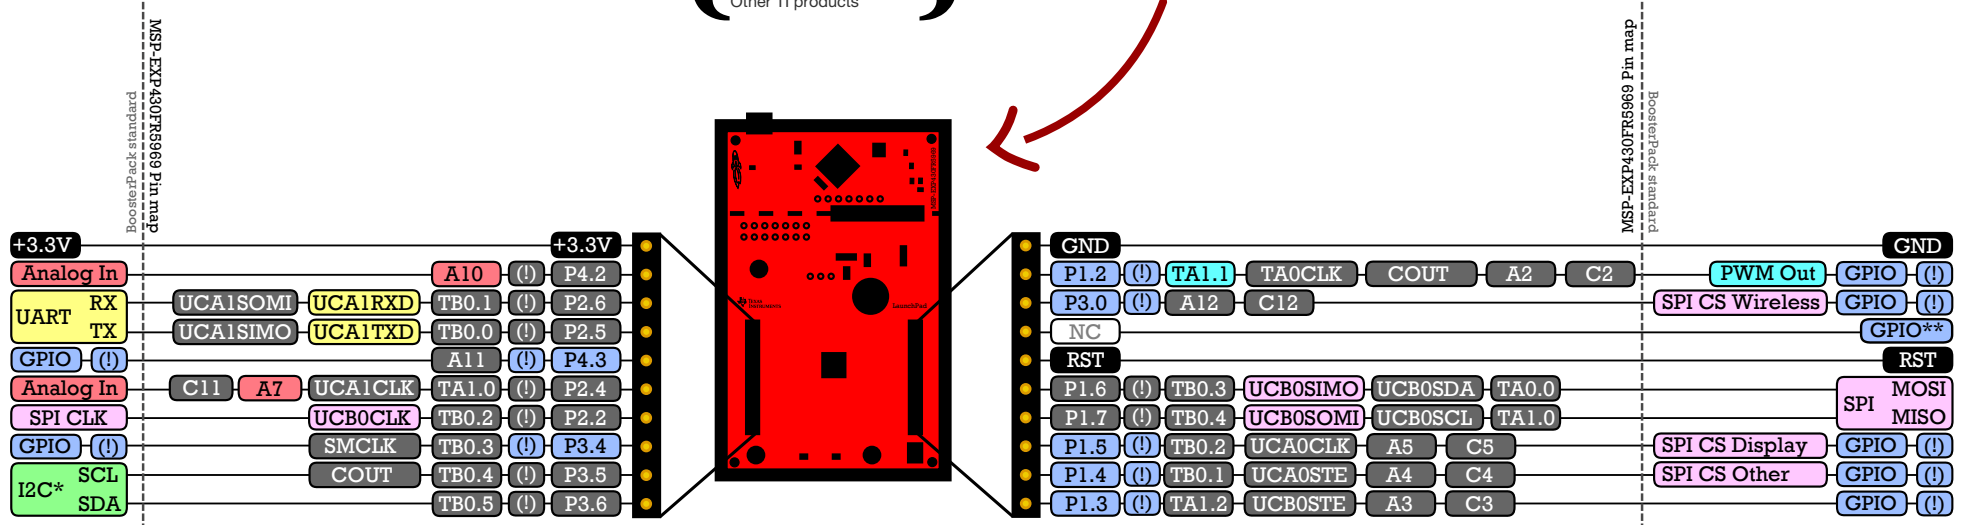 Other TI products
MSP-EXP430FR5969 Pin map
BoosterPack standard
MSP-EXP430FR5969 Pin map
BoosterPack standard
+3.3V +3.3V GND GND
Analog In A10 (!) P4.2 P1.2 (!) TA1.1 TA0CLK COUT A2 C2 PWM Out GPIO (!)
UART RX UCA1SOMI UCA1RXD TB0.1 (!) P2.6 P3.0 (!) A12 C12 SPI CS Wireless GPIO (!)
TX UCA1SIMO UCA1TXD TB0.0 (!) P2.5 NC GPIO**
GPIO (!) A11 (!) P4.3 RST RST
Analog In C11 A7 UCA1CLK TA1.0 (!) P2.4 P1.6 (!) TB0.3 UCB0SIMO UCB0SDA TA0.0 SPI MOSI
SPI CLK UCB0CLK TB0.2 (!) P2.2 P1.7 (!) TB0.4 UCB0SOMI UCB0SCL TA1.0 MISO
GPIO (!) SMCLK TB0.3 (!) P3.4 P1.5 (!) TB0.2 UCA0CLK A5 C5 SPI CS Display GPIO (!)
I2C* SCL COUT TB0.4 (!) P3.5 P1.4 (!) TB0.1 UCA0STE A4 C4 SPI CS Other GPIO (!)
SDA TB0.5 (!) P3.6 P1.3 (!) TA1.2 UCB0STE A3 C3 GPIO (!)
Texas
Instruments
LaunchPad